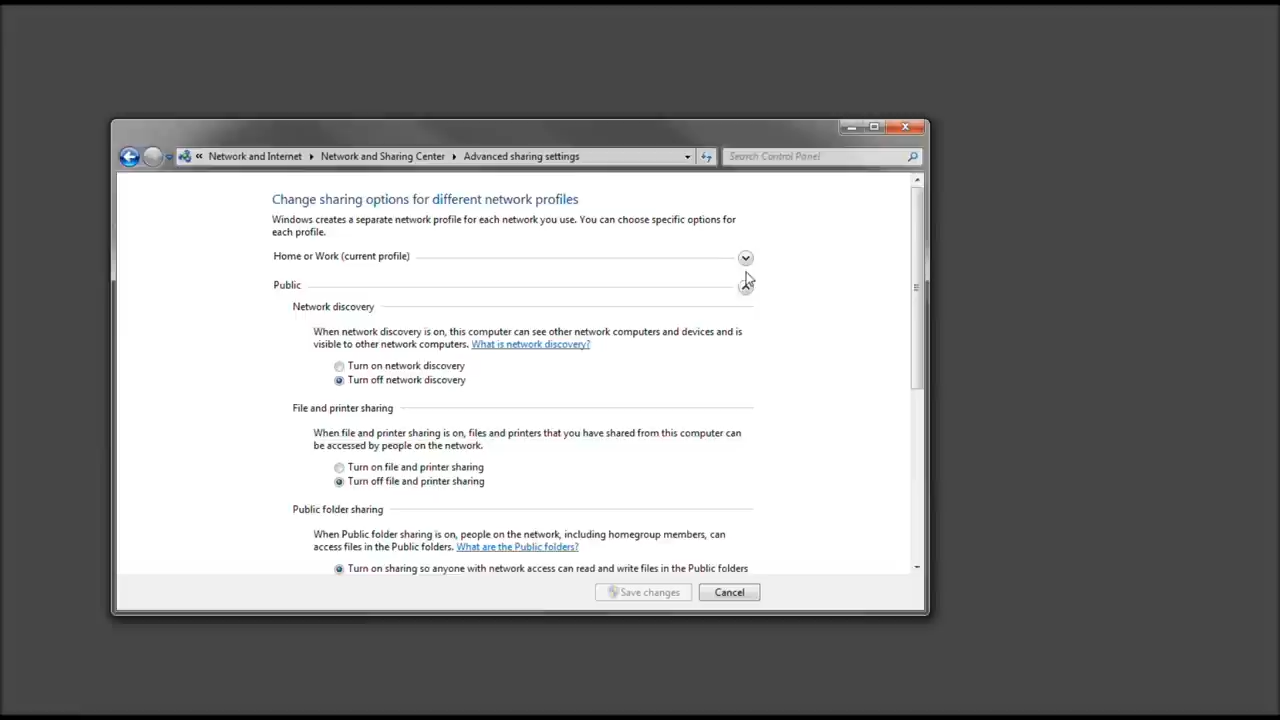 « Network and Internet ▸ Network and Sharing Center ▸ Advanced sharing settings
Search Control Panel
Change sharing options for different network profiles
Windows creates a separate network profile for each network you use. You can choose specific options for
each profile.
Home or Work (current profile)
Public
Network discovery
When network discovery is on, this computer can see other network computers and devices and is
visible to other network computers. What is network discovery?
Turn on network discovery
Turn off network discovery
File and printer sharing
When file and printer sharing is on, files and printers that you have shared from this computer can
be accessed by people on the network.
Turn on file and printer sharing
Turn off file and printer sharing
Public folder sharing
When Public folder sharing is on, people on the network, including homegroup members, can
access files in the Public folders. What are the Public folders?
Turn on sharing so anyone with network access can read and write files in the Public folders
Save changes
Cancel